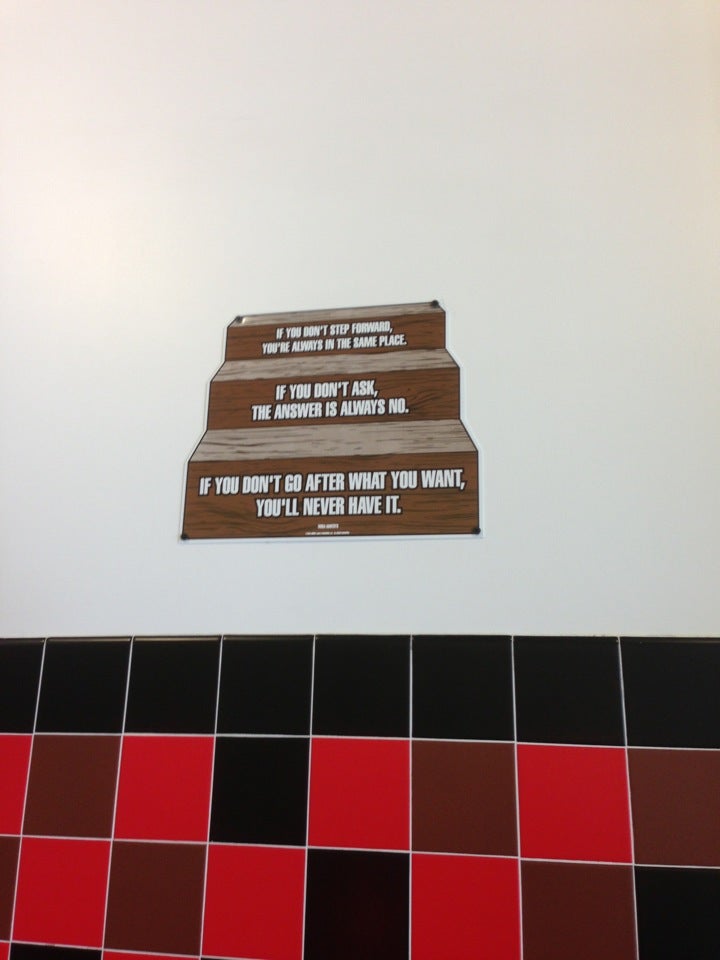 IF YOU DON'T STEP FORWARD,
YOU'RE ALWAYS IN THE SAME PLACE.
IF YOU DON'T ASK,
THE ANSWER IS ALWAYS NO.
IF YOU DON'T GO AFTER WHAT YOU WANT,
YOU'LL NEVER HAVE IT.